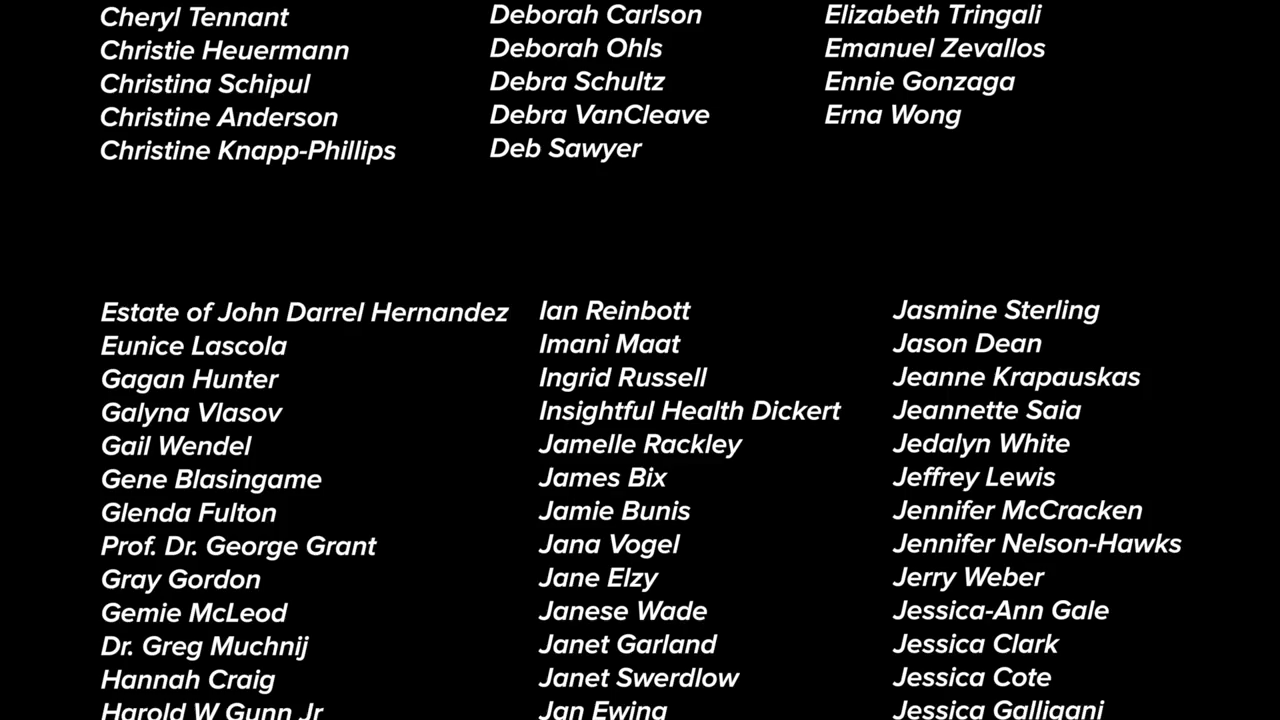 Cheryl Tennant
Christie Heuermann
Christina Schipul
Christine Anderson
Christine Knapp-Phillips
Deborah Carlson
Deborah Ohls
Debra Schultz
Debra VanCleave
Deb Sawyer
Elizabeth Tringali
Emanuel Zevallos
Ennie Gonzaga
Erna Wong
Estate of John Darrel Hernandez
Eunice Lascola
Gagan Hunter
Galyna Vlasov
Gail Wendel
Gene Blasingame
Glenda Fulton
Prof. Dr. George Grant
Gray Gordon
Gemie McLeod
Dr. Greg Muchnij
Hannah Craig
Harold W Gunn Jr
Ian Reinbott
Imani Maat
Ingrid Russell
Insightful Health Dickert
Jamelle Rackley
James Bix
Jamie Bunis
Jana Vogel
Jane Elzy
Janese Wade
Janet Garland
Janet Swerdlow
Jan Ewing
Jasmine Sterling
Jason Dean
Jeanne Krapauskas
Jeannette Saia
Jedalyn White
Jeffrey Lewis
Jennifer McCracken
Jennifer Nelson-Hawks
Jerry Weber
Jessica-Ann Gale
Jessica Clark
Jessica Cote
Jessica Galligani